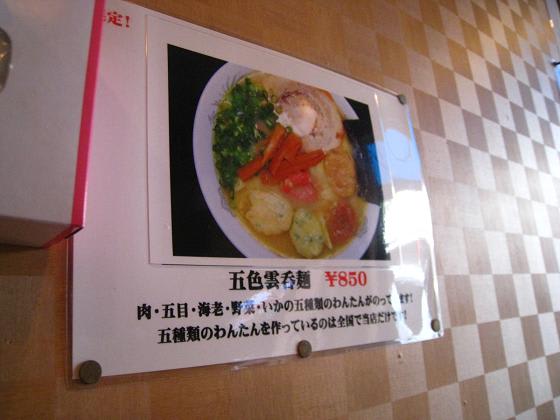 定!
五色雲呑麺 ¥850
肉・五目・海老・野菜・いかの五種類のわんたんがのってます!
五種類のわんたんを作っているのは全国で当店だけです!